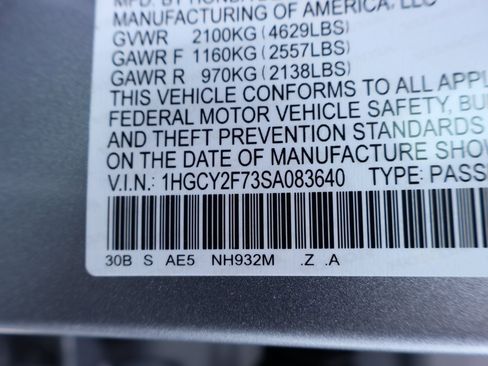 MANUFACTURING OF AMERICA, LLC
GVWR 2100KG (4629LBS)
GAWR F 1160KG (2557LBS)
GAWR R 970KG (2138LBS)
THIS VEHICLE CONFORMS TO ALL APPL
FEDERAL MOTOR VEHICLE SAFETY, BU
AND THEFT PREVENTION STANDARDS
ON THE DATE OF MANUFACTURE SHOW
V.I.N.: 1HGCY2F73SA083640 TYPE: PASS
30B S AE5 NH932M .Z .A